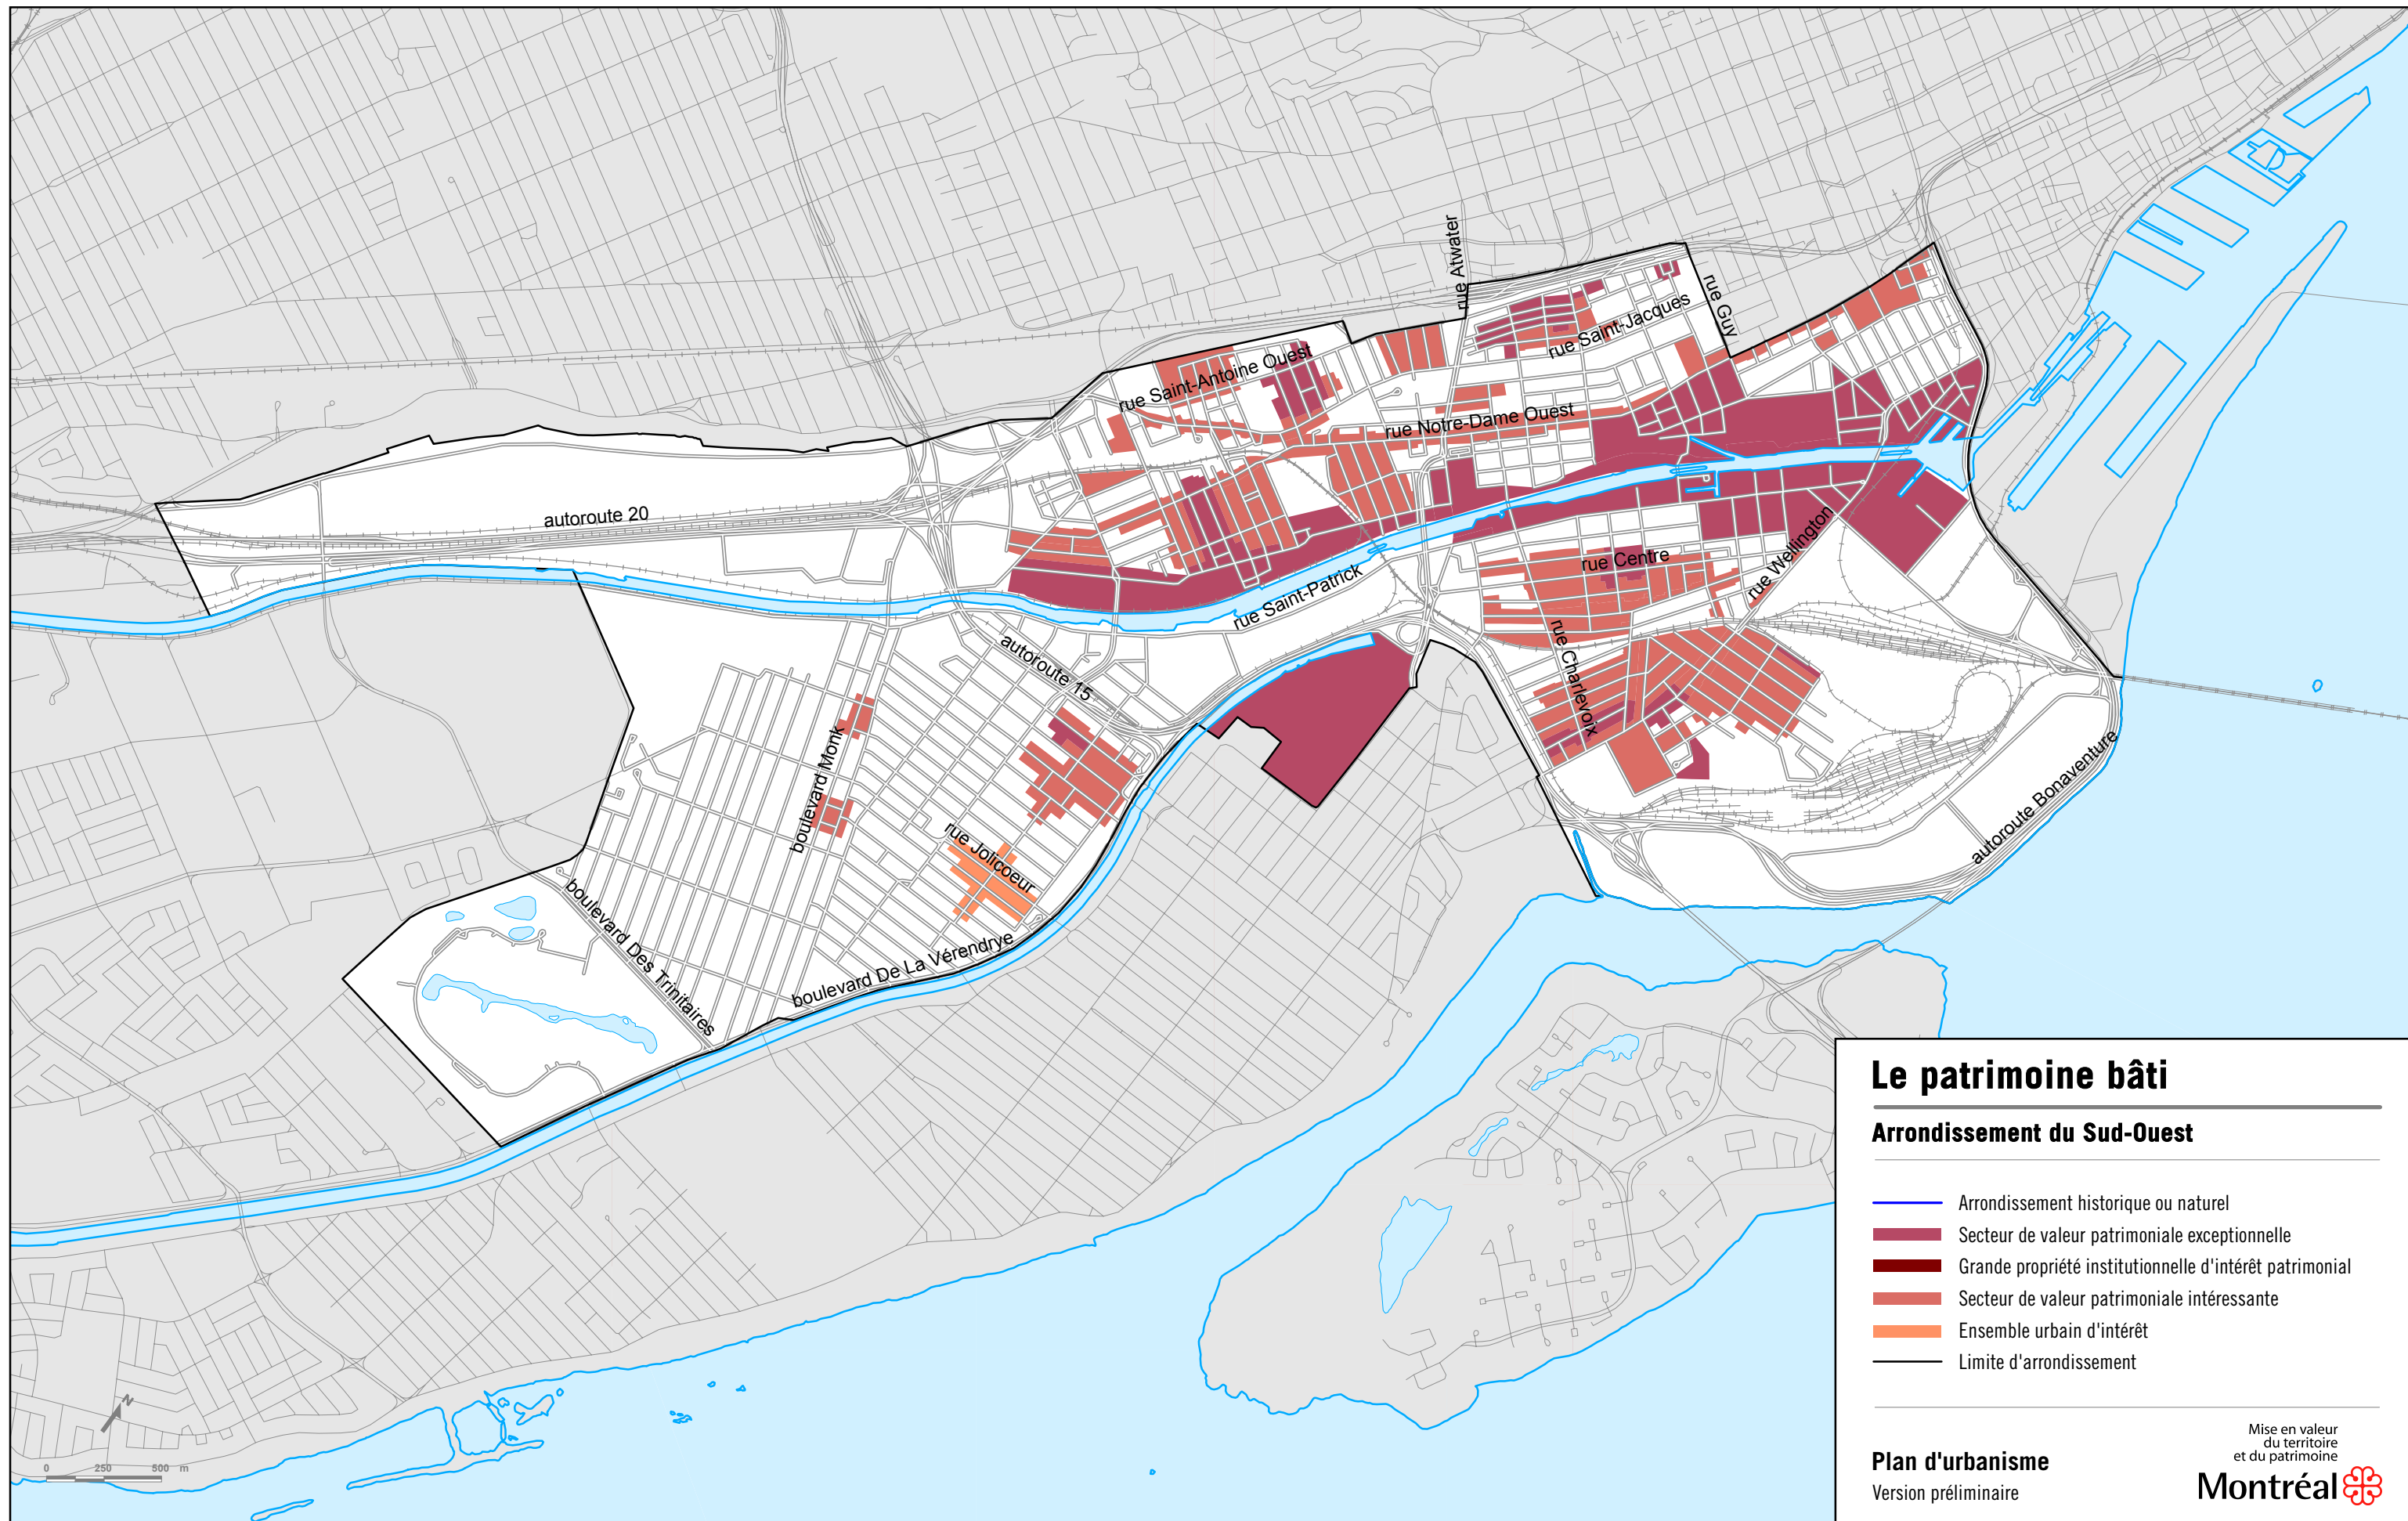 rue Atwater
rue Guy
rue Saint-Jacques
rue Saint-Antoine Ouest
rue Notre-Dame Ouest
autoroute 20
rue Centre
rue Wellington
rue Saint-Patrick
rue Charlevoix
autoroute 15
boulevard Monk
autoroute Bonaventure
rue Jolicoeur
boulevard Des Trinitaires
boulevard De La Vérendrye
Le patrimoine bâti
Arrondissement du Sud-Ouest
Arrondissement historique ou naturel
Secteur de valeur patrimoniale exceptionnelle
Grande propriété institutionnelle d'intérêt patrimonial
Secteur de valeur patrimoniale intéressante
Ensemble urbain d'intérêt
Limite d'arrondissement
N
0 250 500 m
Mise en valeur
du territoire
et du patrimoine
Plan d'urbanisme
Version préliminaire
Montréal